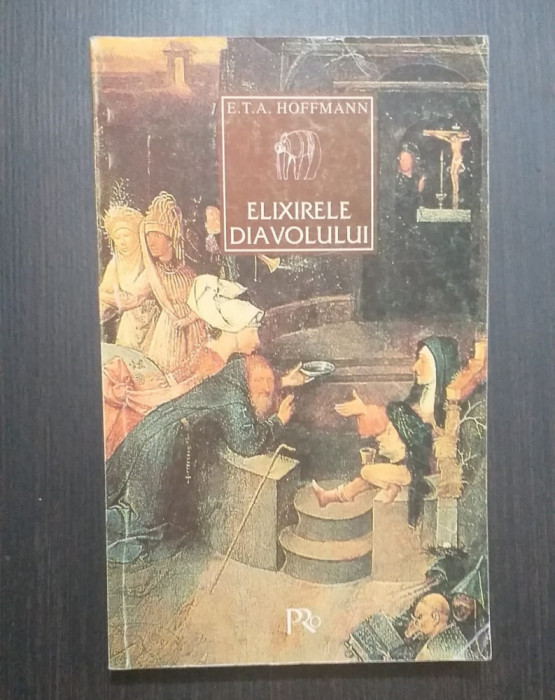 E.T.A. HOFFMANN
ELIXIRELE
DIAVOLULUI
PRO